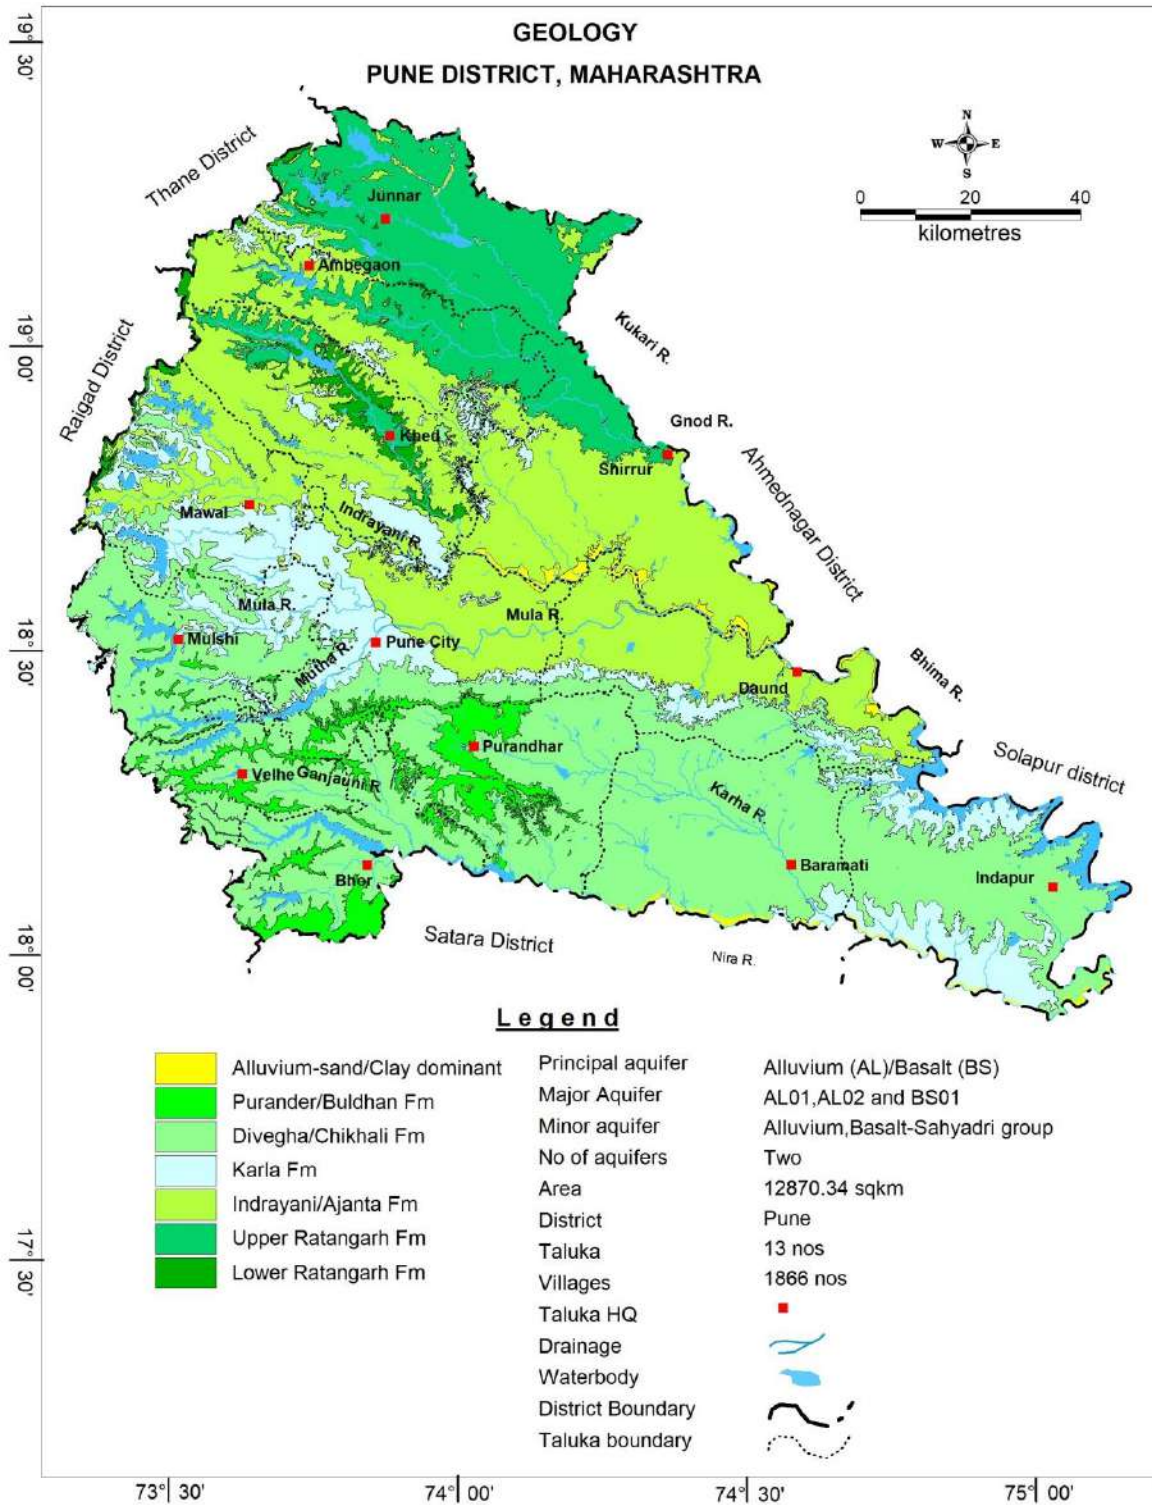 GEOLOGY
PUNE DISTRICT, MAHARASHTRA
19° 30'
19° 00'
18° 30'
18° 00'
17° 30'
N
W E
S
0 20 40
kilometres
Thane District
Raigad District
Junnar
Ambegaon
Kukari R.
Gnod R.
Khed
Shirrur
Ahmednagar District
Mawal
Indrayani R.
Mula R.
Mula R.
Mulshi
Pune City
Mutha R.
Daund
Bhima R.
Purandhar
Solapur district
Velhe
Ganjauni R
Karha R.
Bhor
Baramati
Indapur
Satara District
Nira R.
Legend
Alluvium-sand/Clay dominant
Purander/Buldhan Fm
Divegha/Chikhali Fm
Karla Fm
Indrayani/Ajanta Fm
Upper Ratangarh Fm
Lower Ratangarh Fm
Principal aquifer Alluvium (AL)/Basalt (BS)
Major Aquifer AL01,AL02 and BS01
Minor aquifer Alluvium,Basalt-Sahyadri group
No of aquifers Two
Area 12870.34 sqkm
District Pune
Taluka 13 nos
Villages 1866 nos
Taluka HQ
Drainage
Waterbody
District Boundary
Taluka boundary
73° 30' 74° 00' 74° 30' 75° 00'